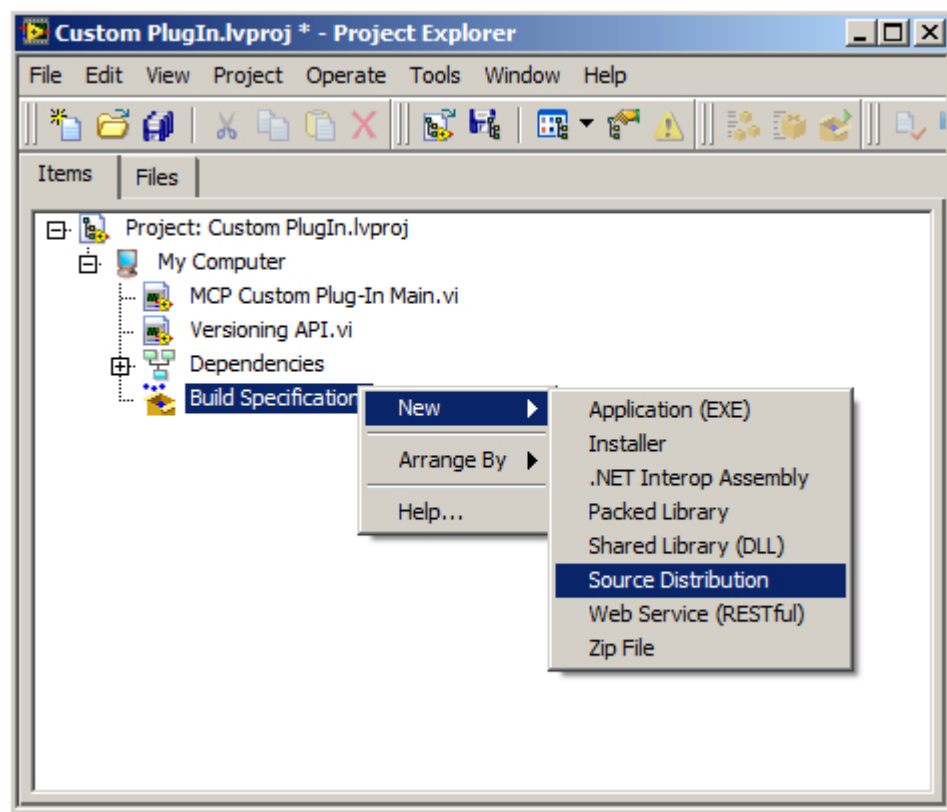 Custom PlugIn.lvproj * - Project Explorer
File Edit View Project Operate Tools Window Help
Items Files
Project: Custom PlugIn.lvproj
My Computer
MCP Custom Plug-In Main.vi
Versioning API.vi
Dependencies
Build Specification
New
Arrange By
Help...
Application (EXE)
Installer
.NET Interop Assembly
Packed Library
Shared Library (DLL)
Source Distribution
Web Service (RESTful)
Zip File